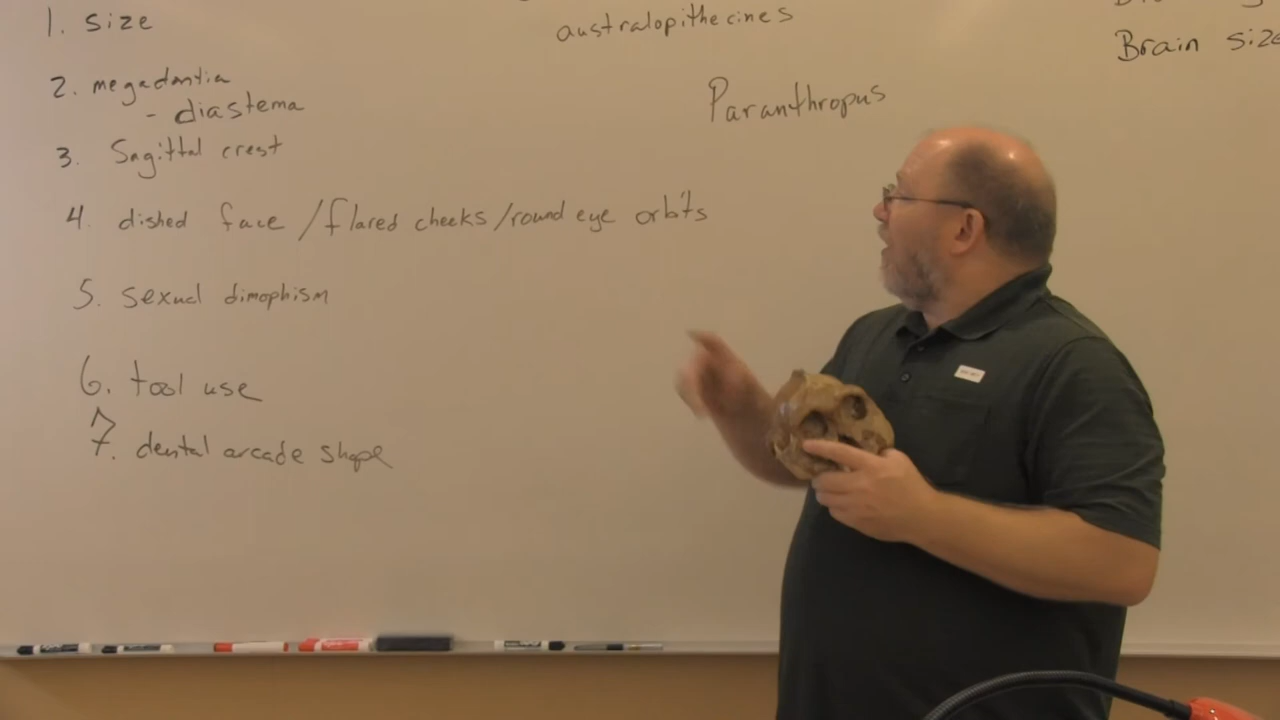 1. size
australopithecines
Brain size
2. megadontia
- diastema
Paranthropus
3. Sagittal crest
4. dished face / flared cheeks / round eye orbits
5. sexual dimophism
6. tool use
7. dental arcade shape